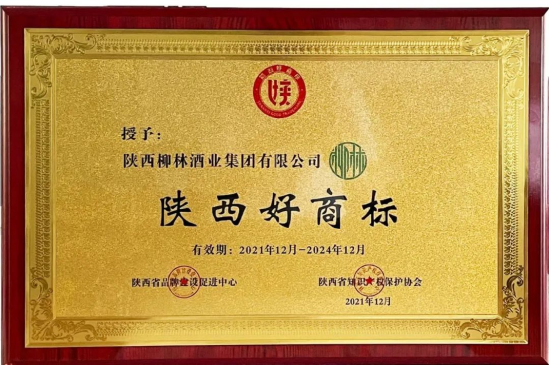 授予：
陕西柳林酒业集团有限公司 柳林
陕西好商标
有效期：2021年12月-2024年12月
陕西省品牌建设促进中心
陕西省知识产权保护协会
2021年12月